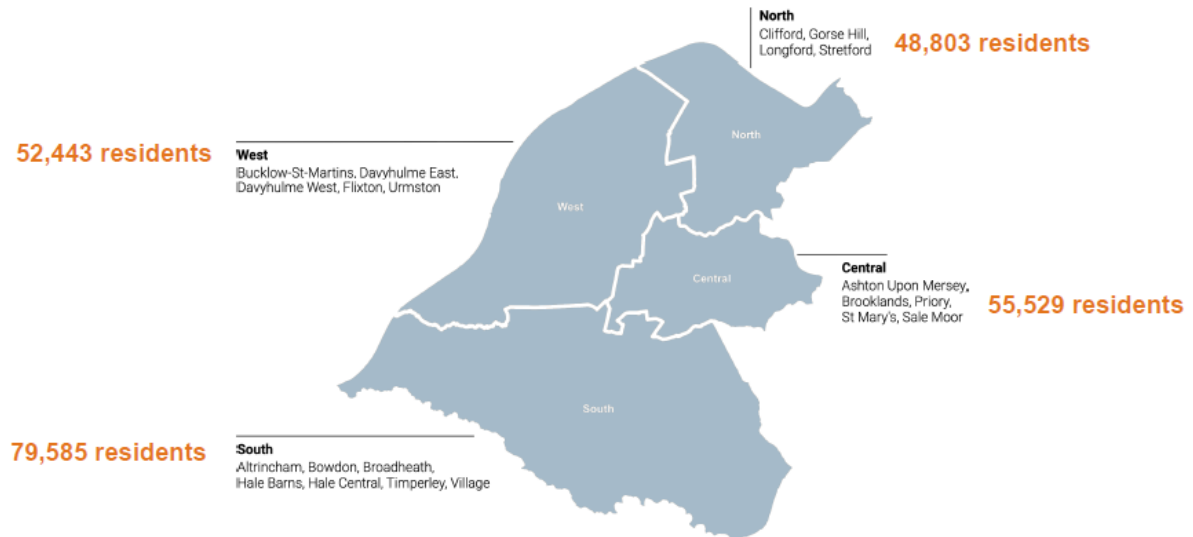 North
Clifford, Gorse Hill,
Longford, Stretford
48,803 residents
North
52,443 residents
West
Bucklow-St-Martins, Davyhulme East,
Davyhulme West, Flixton, Urmston
West
Central
Central
Ashton Upon Mersey,
Brooklands, Priory,
St Mary's, Sale Moor
55,529 residents
South
79,585 residents
South
Altrincham, Bowdon, Broadheath,
Hale Barns, Hale Central, Timperley, Village